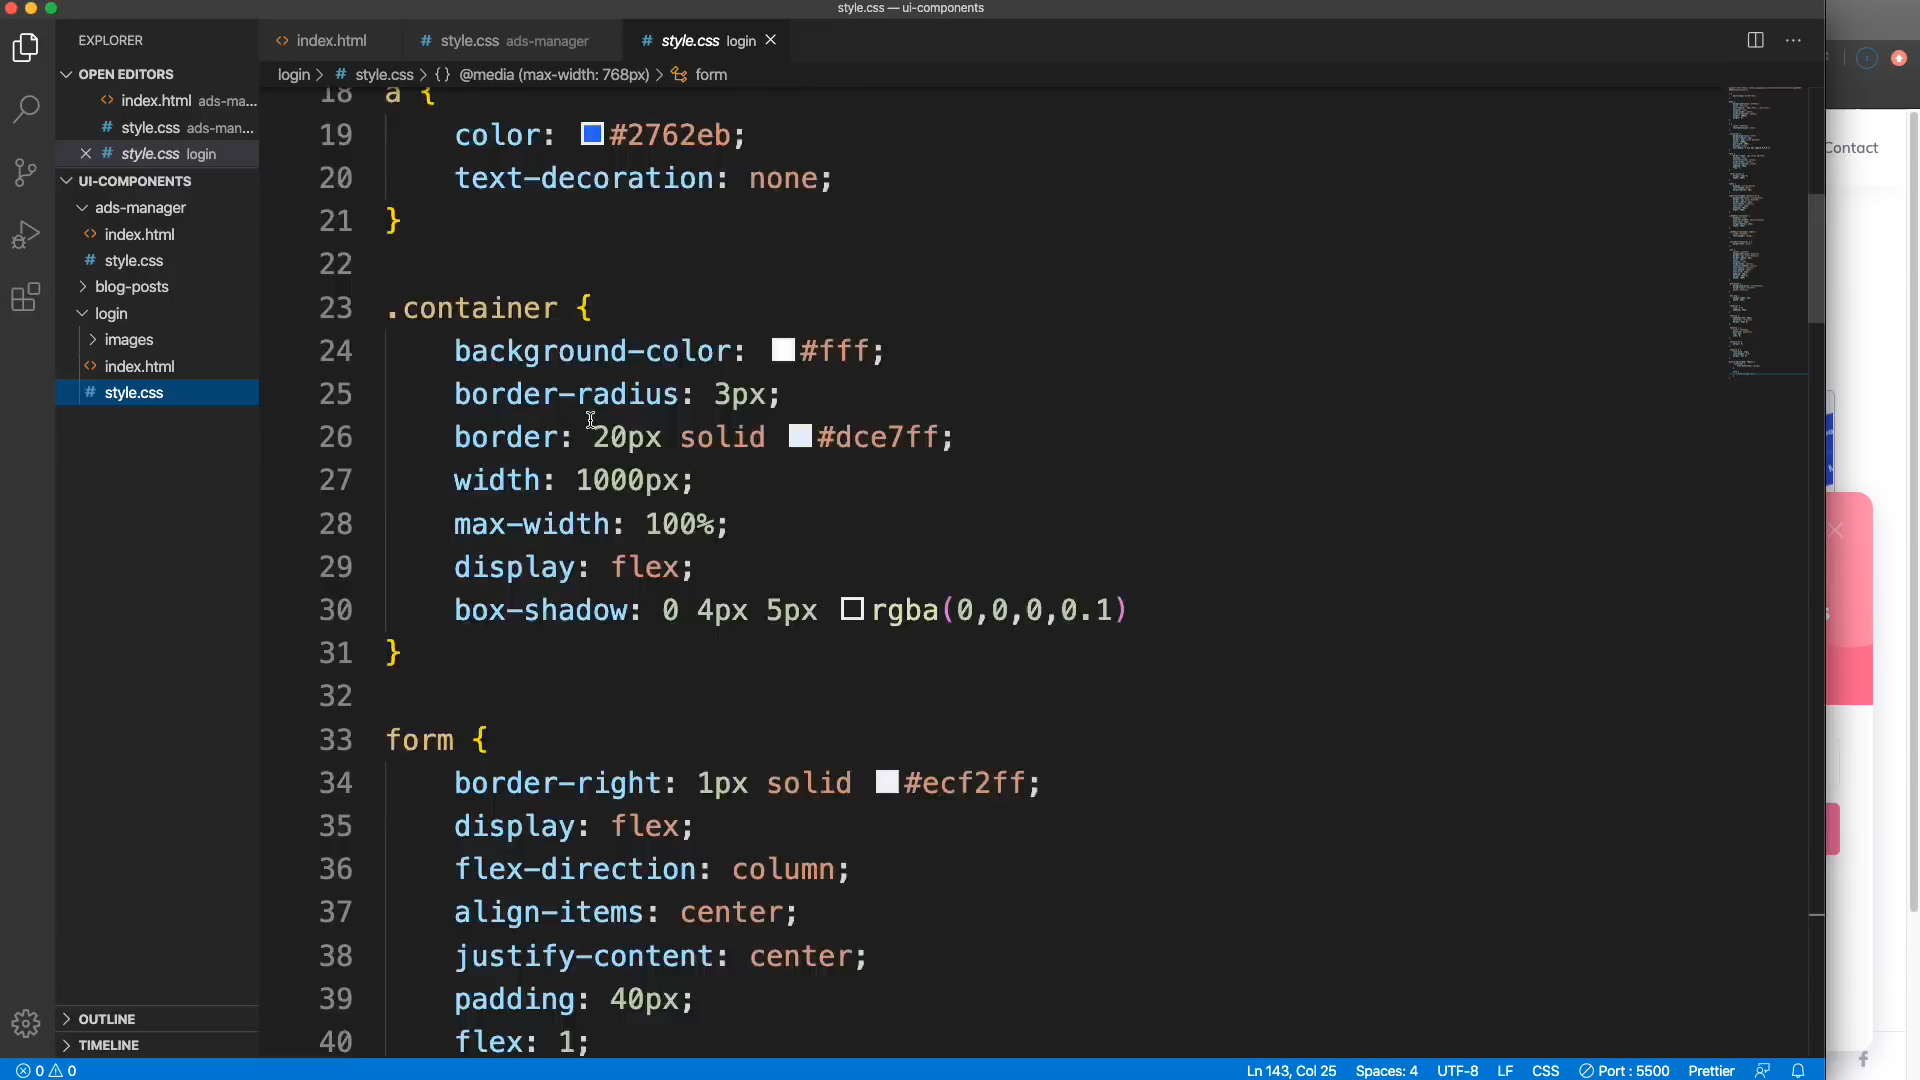 style.css — ui-components
EXPLORER
index.html
# style.css ads-manager
# style.css login
OPEN EDITORS
login > # style.css > {} @media (max-width: 768px) > form
index.html ads-ma...
# style.css ads-man...
# style.css login
UI-COMPONENTS
ads-manager
index.html
# style.css
blog-posts
login
images
index.html
# style.css
OUTLINE
TIMELINE
18 a {
19 color: #2762eb;
20 text-decoration: none;
21 }
22
23 .container {
24 background-color: #fff;
25 border-radius: 3px;
26 border: 20px solid #dce7ff;
27 width: 1000px;
28 max-width: 100%;
29 display: flex;
30 box-shadow: 0 4px 5px rgba(0,0,0,0.1)
31 }
32
33 form {
34 border-right: 1px solid #ecf2ff;
35 display: flex;
36 flex-direction: column;
37 align-items: center;
38 justify-content: center;
39 padding: 40px;
40 flex: 1;
Contact
0 0
Ln 143, Col 25 Spaces: 4 UTF-8 LF CSS Port : 5500 Prettier